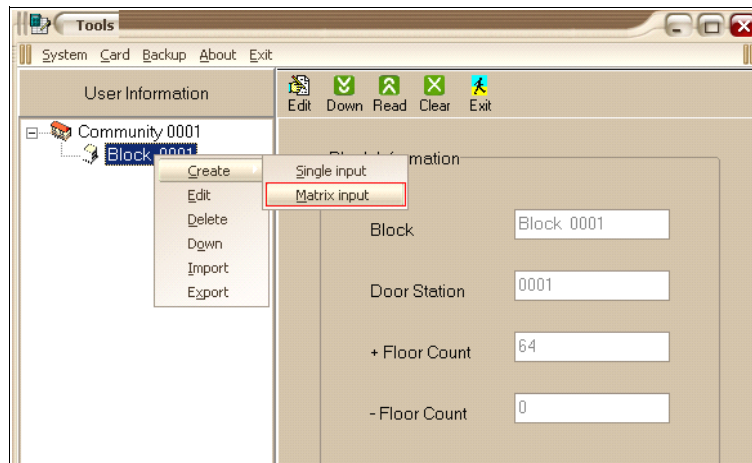 Tools
System Card Backup About Exit
User Information
Edit Down Read Clear Exit
Community 0001
Block 0001
Create
Edit
Delete
Down
Import
Export
Single input
Matrix input
Block 
Block 0001
Door Station
0001
+ Floor Count
64
- Floor Count
0